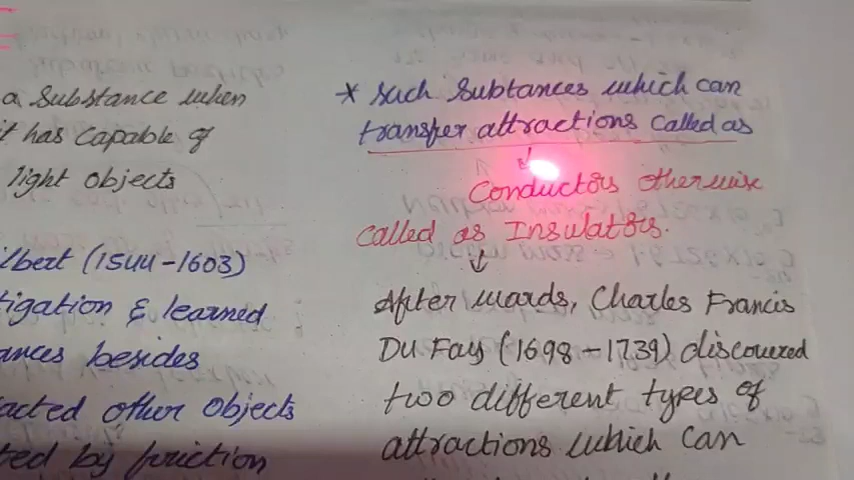 a substance when
it has capable of
light objects
ilbert (1544-1603)
tigation & learned
ances besides
acted other objects
ted by friction
* such subtances which can
transfer attractions called as
Conductors otherwise
called as Insulators.
After wards, Charles Francis
Du Fay (1698-1739) discovered
two different types of
attractions which can